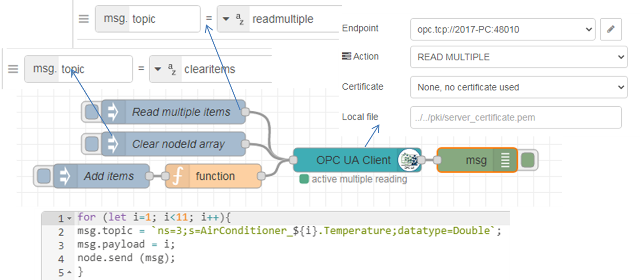 msg. topic = az readmultiple
msg. topic = az clearitems
Endpoint opc.tcp://2017-PC:48010
Action READ MULTIPLE
Certificate None, no certificate used
Local file ../../pki/server_certificate.pem
Read multiple items
Clear nodeId array
Add items function
OPC UA Client msg
active multiple reading
1 for (let i=1; i<11; i++){
2 msg.topic = `ns=3;s=AirConditioner_${i}.Temperature;datatype=Double`;
3 msg.payload = i;
4 node.send (msg);
5 }